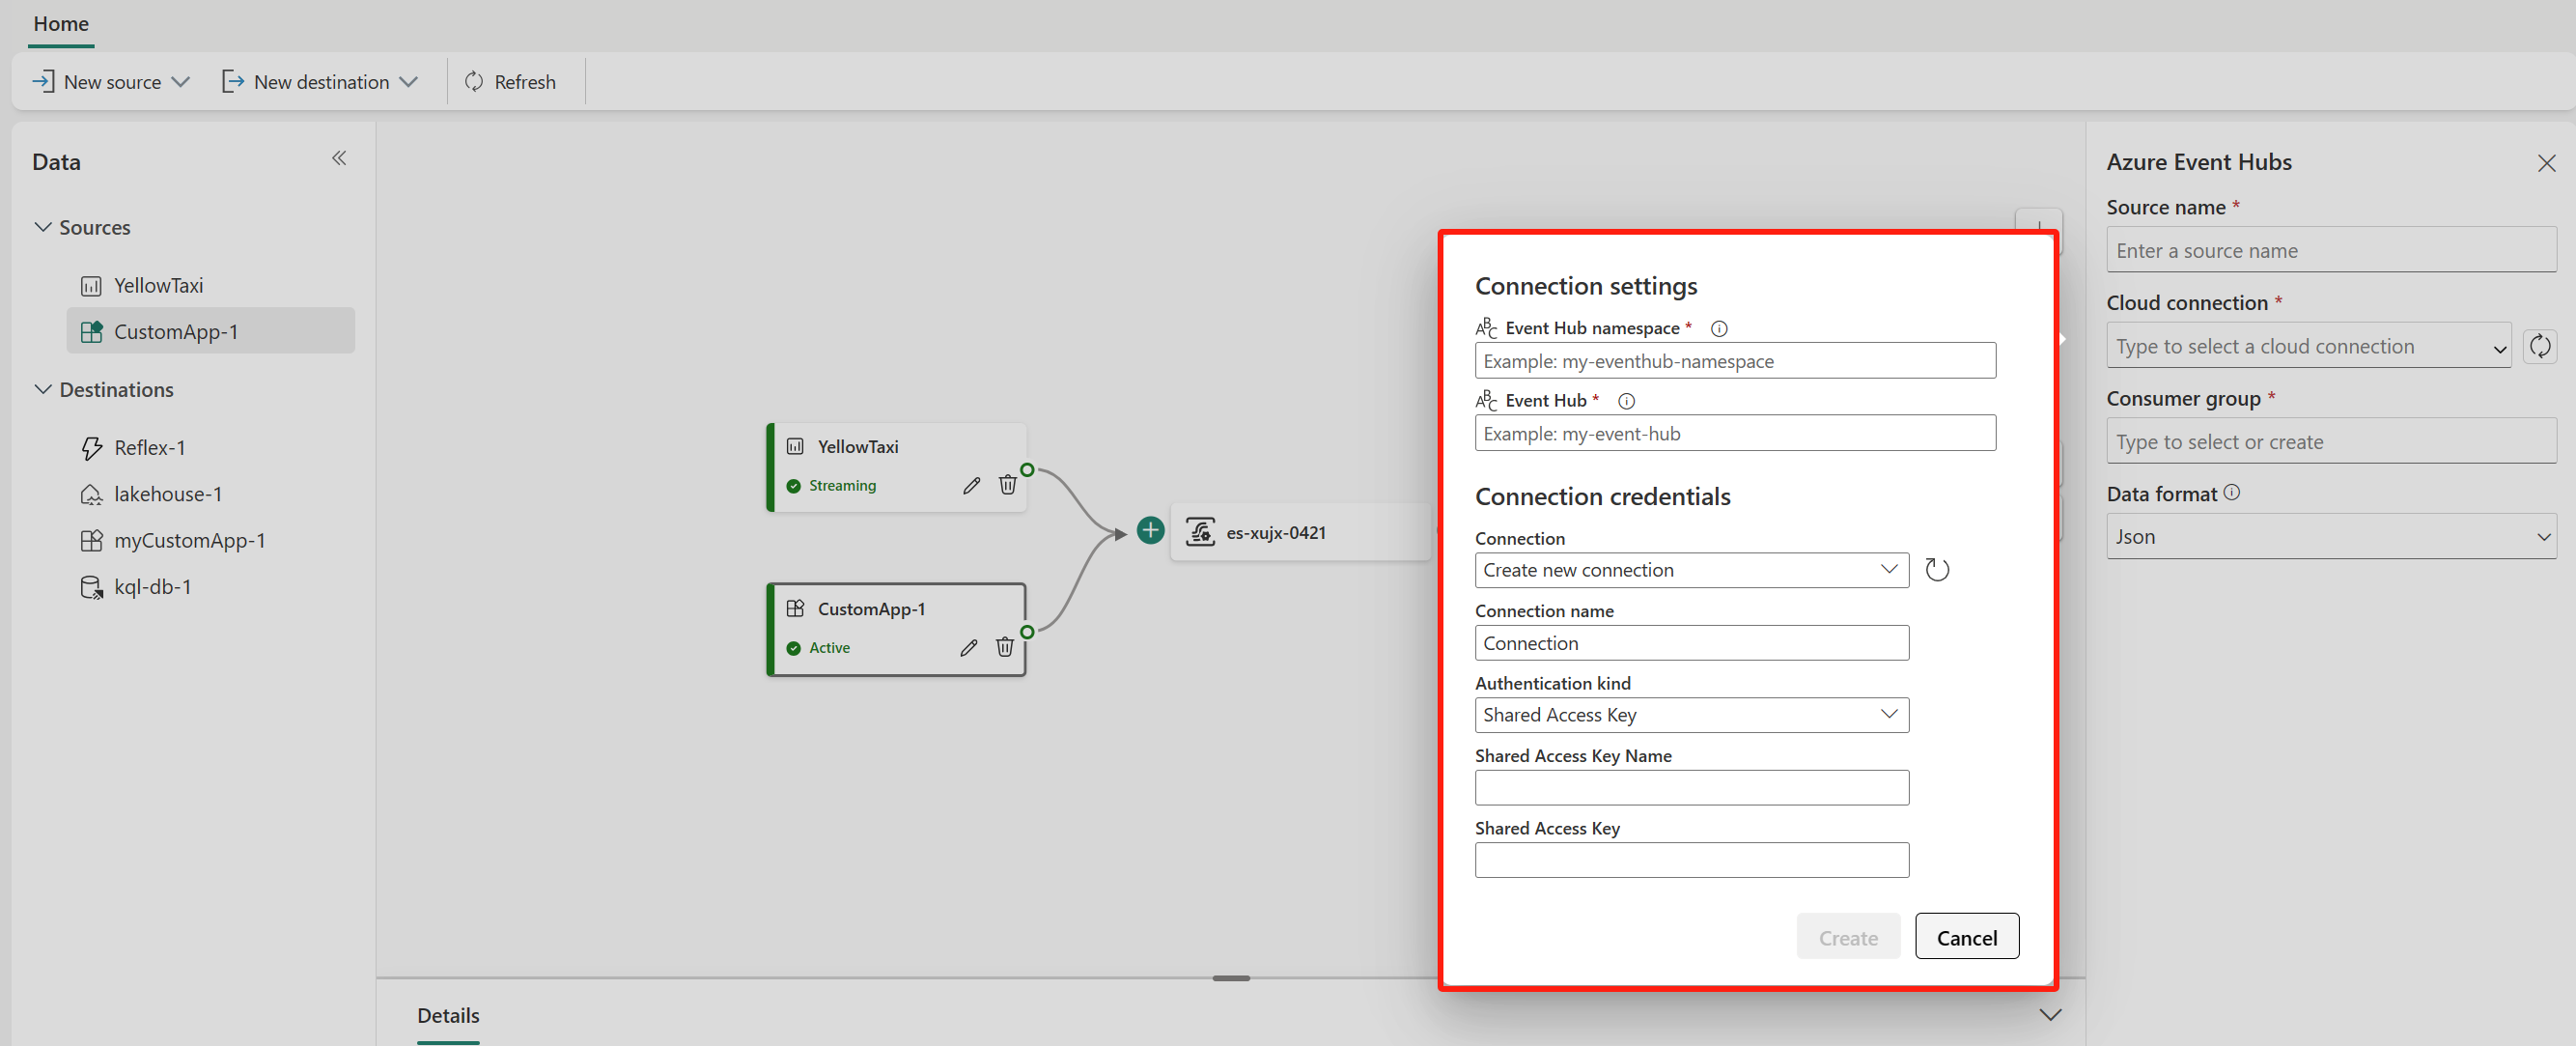 Home
New source
New destination
Refresh
Data
Sources
YellowTaxi
CustomApp-1
Destinations
Reflex-1
lakehouse-1
myCustomApp-1
kql-db-1
YellowTaxi
Streaming
CustomApp-1
Active
es-xujx-0421
Details
Connection settings
ABC Event Hub namespace *
Example: my-eventhub-namespace
ABC Event Hub *
Example: my-event-hub
Connection credentials
Connection
Create new connection
Connection name
Connection
Authentication kind
Shared Access Key
Shared Access Key Name
Shared Access Key
Create
Cancel
Azure Event Hubs
Source name *
Enter a source name
Cloud connection *
Type to select a cloud connection
Consumer group *
Type to select or create
Data format
Json